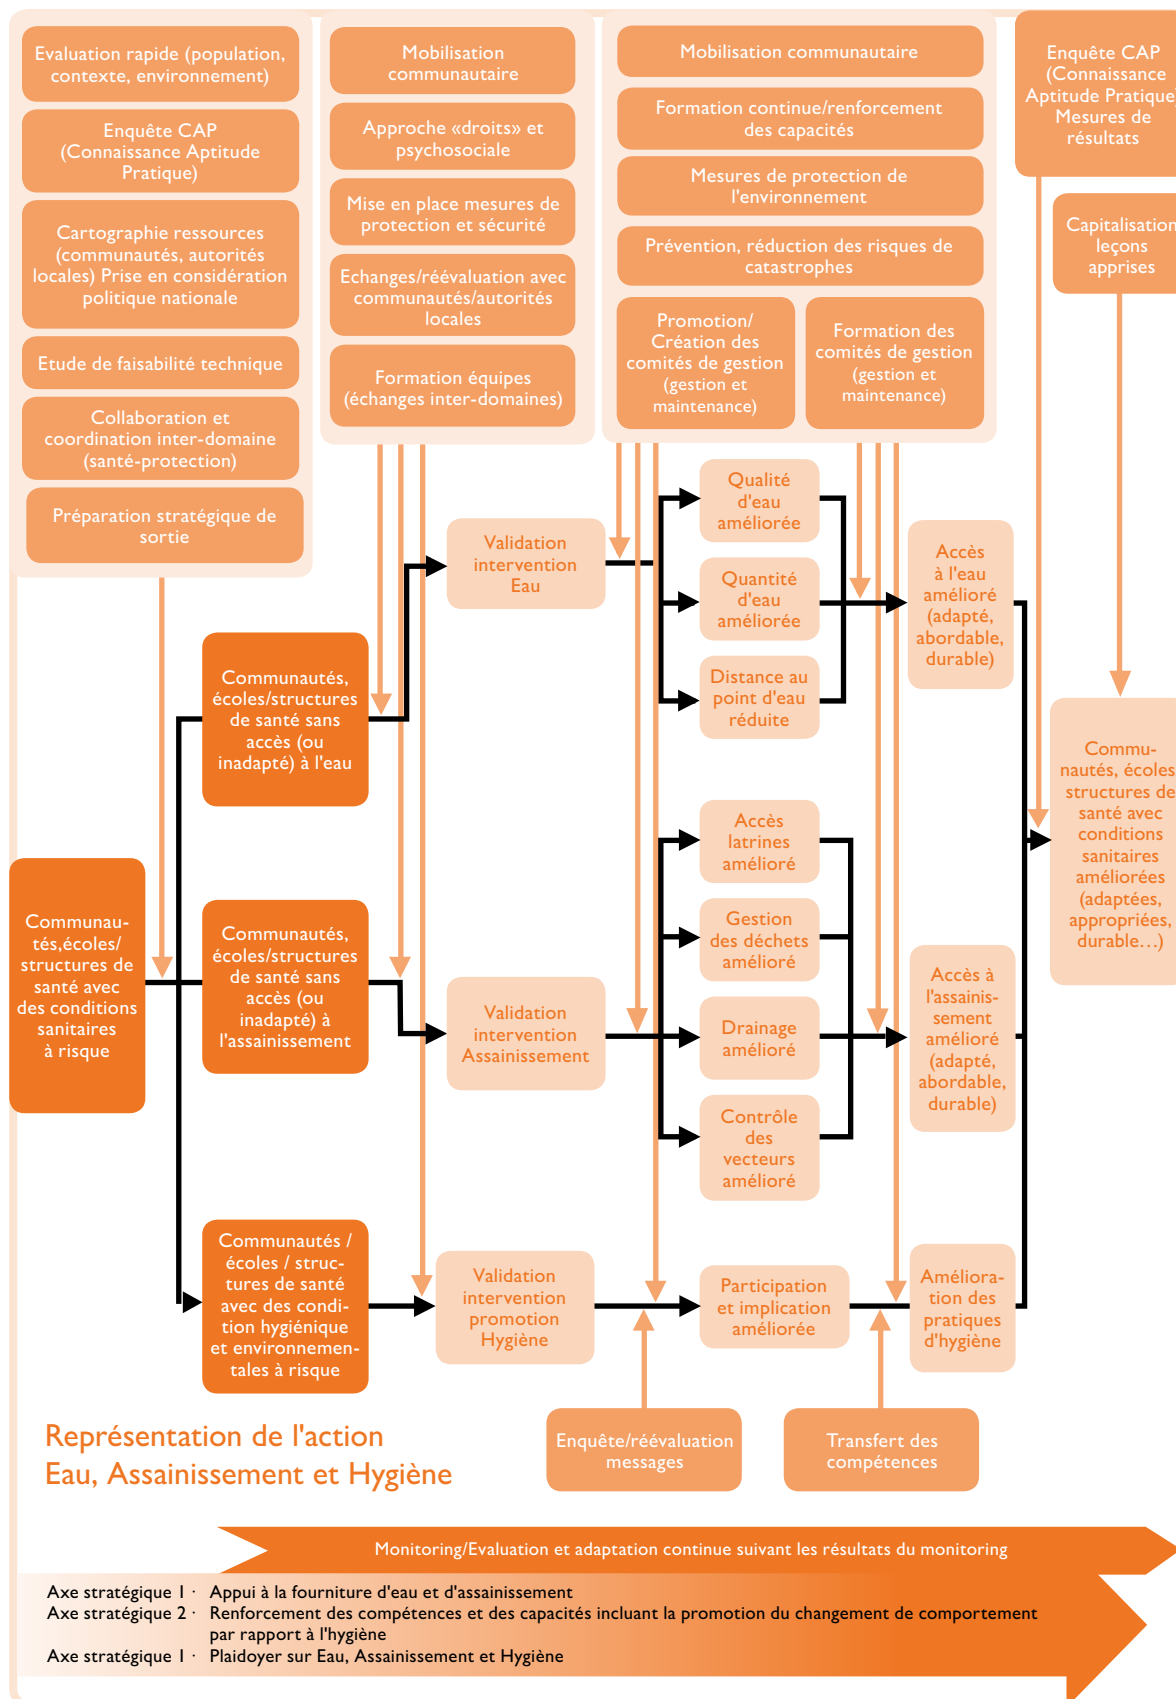 Evaluation rapide (population,
contexte, environnement)
Enquête CAP
(Connaissance Aptitude
Pratique)
Cartographie ressources
(communautés, autorités
locales) Prise en considération
politique nationale
Etude de faisabilité technique
Collaboration et
coordination inter-domaine
(santé-protection)
Préparation stratégique de
sortie
Mobilisation
communautaire
Approche «droits» et
psychosociale
Mise en place mesures de
protection et sécurité
Echanges/réévaluation avec
communautés/autorités
locales
Formation équipes
(échanges inter-domaines)
Mobilisation communautaire
Formation continue/renforcement
des capacités
Mesures de protection de
l'environnement
Prévention, réduction des risques de
catastrophes
Promotion/
Création des
comités de gestion
(gestion et
maintenance)
Formation des
comités de gestion
(gestion et
maintenance)
Enquête CAP
(Connaissance
Aptitude Pratique)
Mesures de
résultats
Capitalisation
leçons
apprises
Communau-
tés,écoles/
structures de
santé avec
des conditions
sanitaires
à risque
Communautés,
écoles/structures
de santé sans
accès (ou
inadapté) à l'eau
Communautés,
écoles/structures
de santé sans
accès (ou
inadapté) à
l'assainissement
Communautés /
écoles / struc-
tures de santé
avec des condi-
tion hygiénique
et environnemen-
tales à risque
Validation
intervention
Eau
Validation
intervention
Assainissement
Validation
intervention
promotion
Hygiène
Qualité
d'eau
améliorée
Quantité
d'eau
améliorée
Distance au
point d'eau
réduite
Accès
latrines
amélioré
Gestion
des déchets
amélioré
Drainage
amélioré
Contrôle
des
vecteurs
amélioré
Participation
et implication
améliorée
Accès
à l'eau
amélioré
(adapté,
abordable,
durable)
Accès à
l'assainis-
sement
amélioré
(adapté,
abordable,
durable)
Améliora-
tion des
pratiques
d'hygiène
Commu-
nautés, écoles,
structures de
santé avec
conditions
sanitaires
améliorées
(adaptées,
appropriées,
durable…)
Enquête/réévaluation
messages
Transfert des
compétences
Représentation de l'action
Eau, Assainissement et Hygiène
Monitoring/Evaluation et adaptation continue suivant les résultats du monitoring
Axe stratégique 1 · Appui à la fourniture d'eau et d'assainissement
Axe stratégique 2 · Renforcement des compétences et des capacités incluant la promotion du changement de comportement
par rapport à l'hygiène
Axe stratégique 1 · Plaidoyer sur Eau, Assainissement et Hygiène